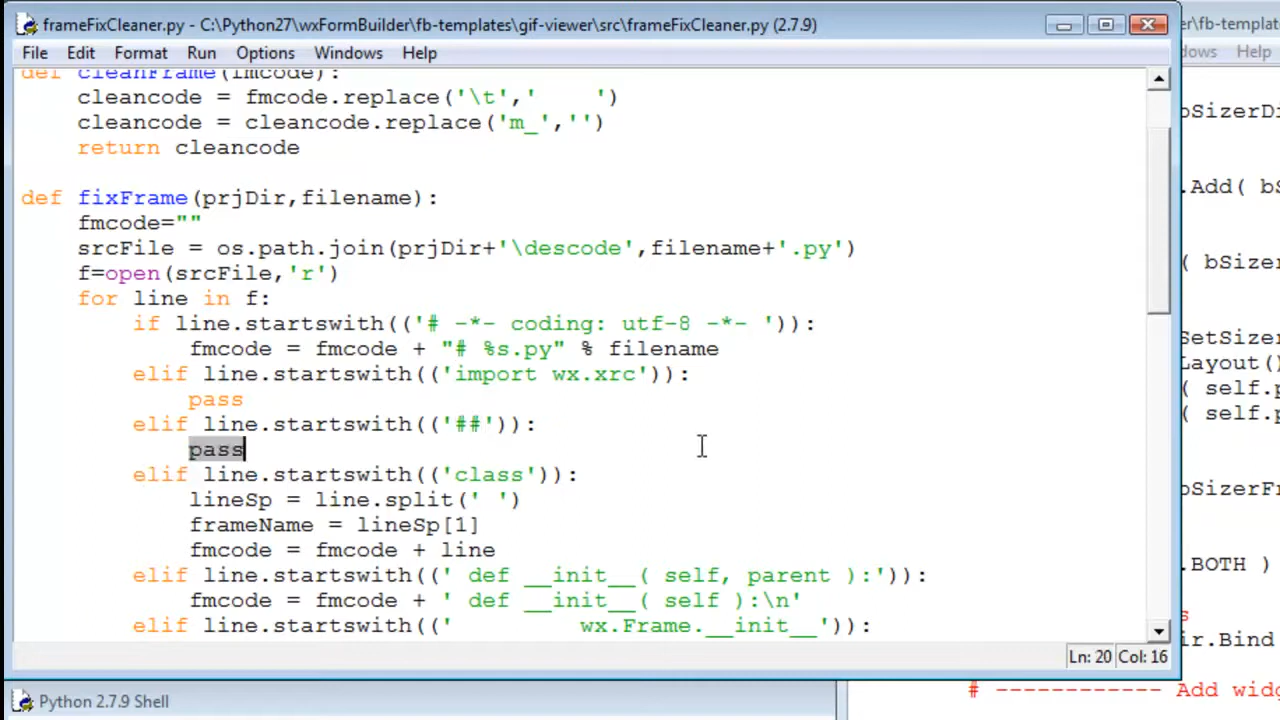 frameFixCleaner.py - C:\Python27\wxFormBuilder\fb-templates\gif-viewer\src\frameFixCleaner.py (2.7.9)
er\fb-templat
File Edit Format Run Options Windows Help
dows Help
def cleanFrame(fmcode):
    cleancode = fmcode.replace('\t','    ')
    cleancode = cleancode.replace('m_','')
    return cleancode
def fixFrame(prjDir,filename):
    fmcode=""
    srcFile = os.path.join(prjDir+'\descode',filename+'.py')
    f=open(srcFile,'r')
    for line in f:
        if line.startswith(('# -*- coding: utf-8 -*- ')):
            fmcode = fmcode + "# %s.py" % filename
        elif line.startswith(('import wx.xrc')):
            pass
        elif line.startswith(('##')):
            pass
        elif line.startswith(('class')):
            lineSp = line.split(' ')
            frameName = lineSp[1]
            fmcode = fmcode + line
        elif line.startswith((' def __init__( self, parent ):')):
            fmcode = fmcode + ' def __init__( self ):\n'
        elif line.startswith(('         wx.Frame.__init__')):
Ln: 20 Col: 16
Python 2.7.9 Shell
bSizerDi
.Add( bS
( bSizer
SetSizer
Layout()
( self.p
( self.p
bSizerFr
.BOTH )
s
ir.Bind
# ------------ Add widg